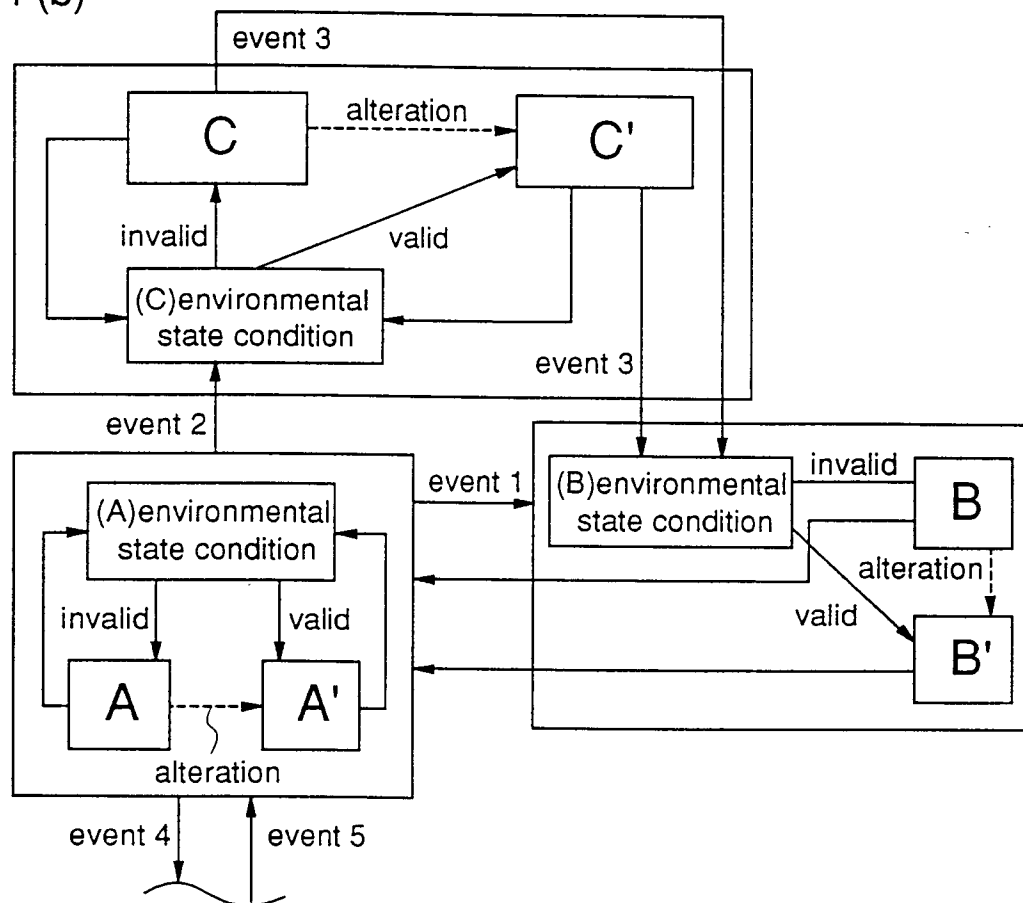 (b)
event 3
C
alteration
C'
invalid
valid
(C)environmental
state condition
event 3
event 2
event 1
(B)environmental
state condition
invalid
B
alteration
valid
B'
(A)environmental
state condition
invalid
valid
A
A'
alteration
event 4
event 5